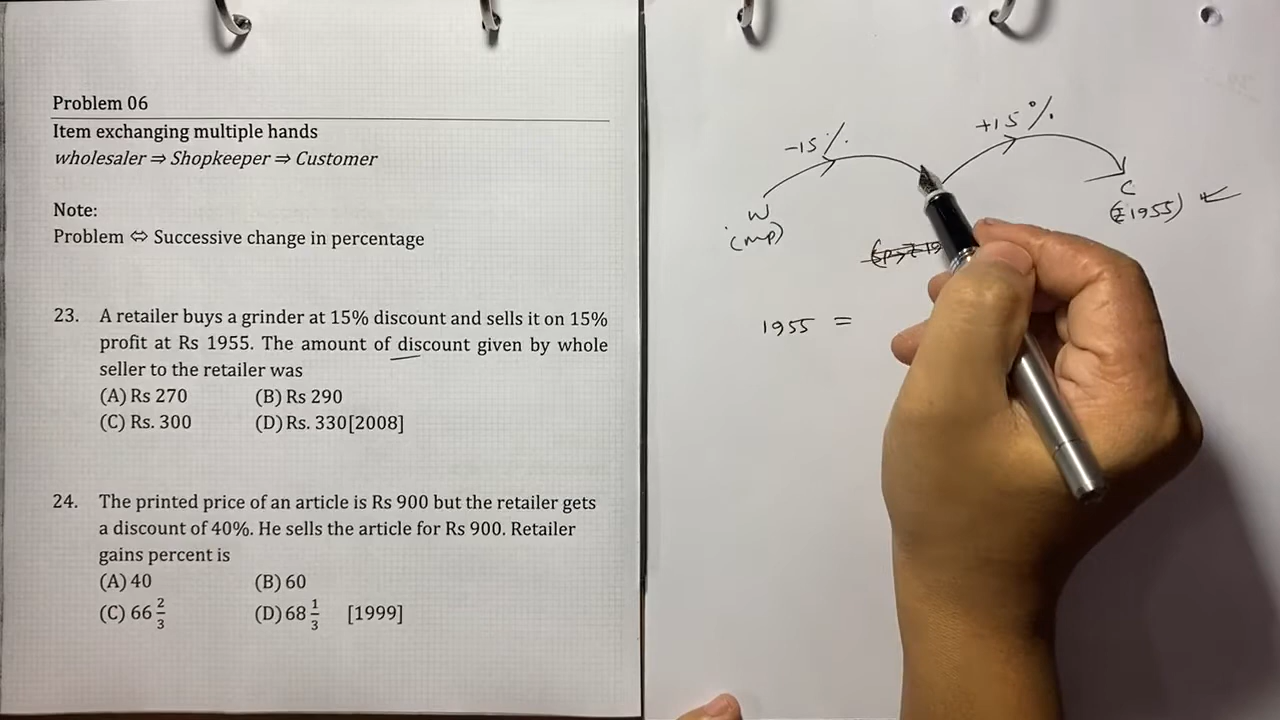 Problem 06
Item exchanging multiple hands
wholesaler ⇒ Shopkeeper ⇒ Customer
Note:
Problem ⇔ Successive change in percentage
23. A retailer buys a grinder at 15% discount and sells it on 15%
profit at Rs 1955. The amount of discount given by whole
seller to the retailer was
(A) Rs 270 (B) Rs 290
(C) Rs. 300 (D) Rs. 330[2008]
24. The printed price of an article is Rs 900 but the retailer gets
a discount of 40%. He sells the article for Rs 900. Retailer
gains percent is
(A) 40 (B) 60
(C) 66 2/3 (D) 68 1/3 [1999]
-15% +15%
W C
(mp) (₹1955)
1955 =